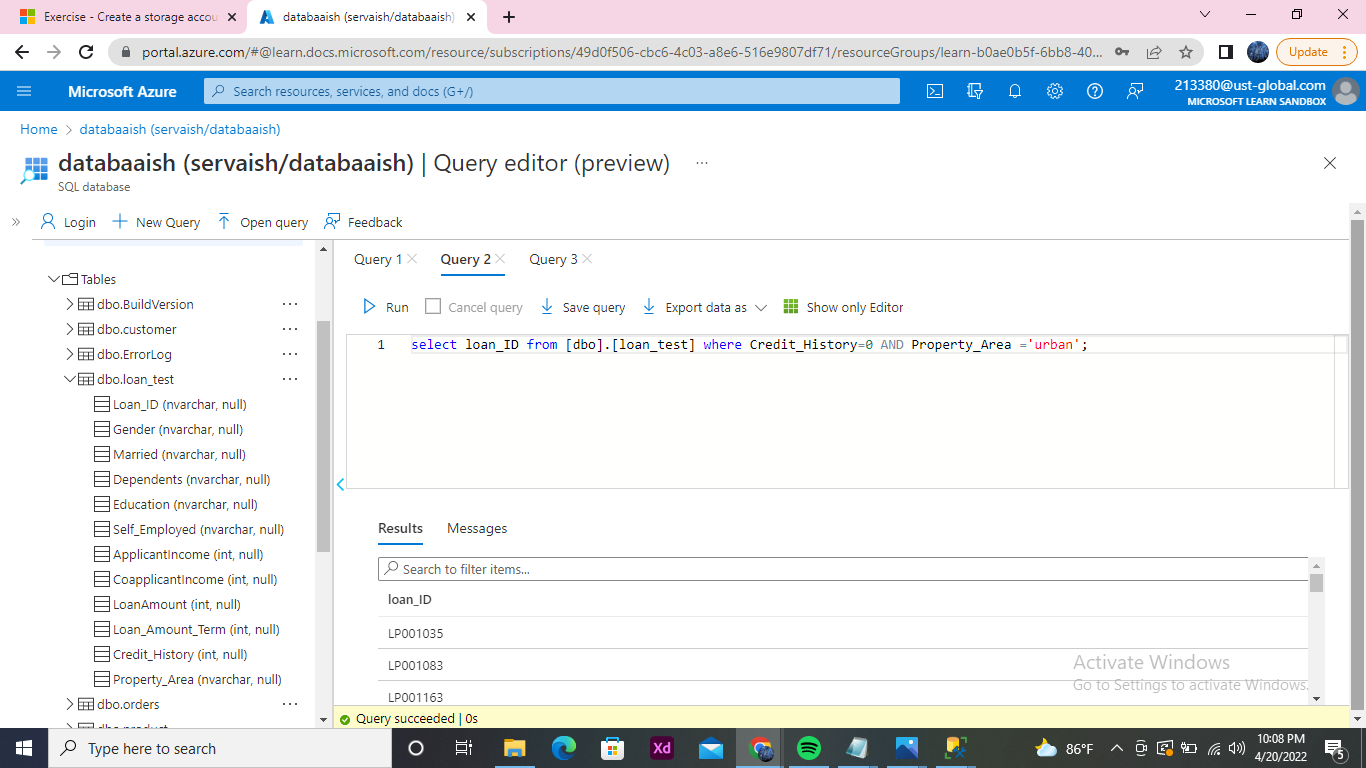 Exercise - Create a storage accou
databaaish (servaish/databaaish)
portal.azure.com/#@learn.docs.microsoft.com/resource/subscriptions/49d0f506-cbc6-4c03-a8e6-516e9807df71/resourceGroups/learn-b0ae0b5f-6bb8-40...
Update
Microsoft Azure
Search resources, services, and docs (G+/)
213380@ust-global.com
MICROSOFT LEARN SANDBOX
Home > databaaish (servaish/databaaish)
databaaish (servaish/databaaish) | Query editor (preview) ...
SQL database
Login
New Query
Open query
Feedback
Tables
dbo.BuildVersion
dbo.customer
dbo.ErrorLog
dbo.loan_test
Loan_ID (nvarchar, null)
Gender (nvarchar, null)
Married (nvarchar, null)
Dependents (nvarchar, null)
Education (nvarchar, null)
Self_Employed (nvarchar, null)
ApplicantIncome (int, null)
CoapplicantIncome (int, null)
LoanAmount (int, null)
Loan_Amount_Term (int, null)
Credit_History (int, null)
Property_Area (nvarchar, null)
dbo.orders
Query 1
Query 2
Query 3
Run
Cancel query
Save query
Export data as
Show only Editor
1 select loan_ID from [dbo].[loan_test] where Credit_History=0 AND Property_Area ='urban';
Results
Messages
Search to filter items...
loan_ID
LP001035
LP001083
LP001163
Activate Windows
Go to Settings to activate Windows.
Query succeeded | 0s
Type here to search
Xd
86°F
10:08 PM
4/20/2022
5